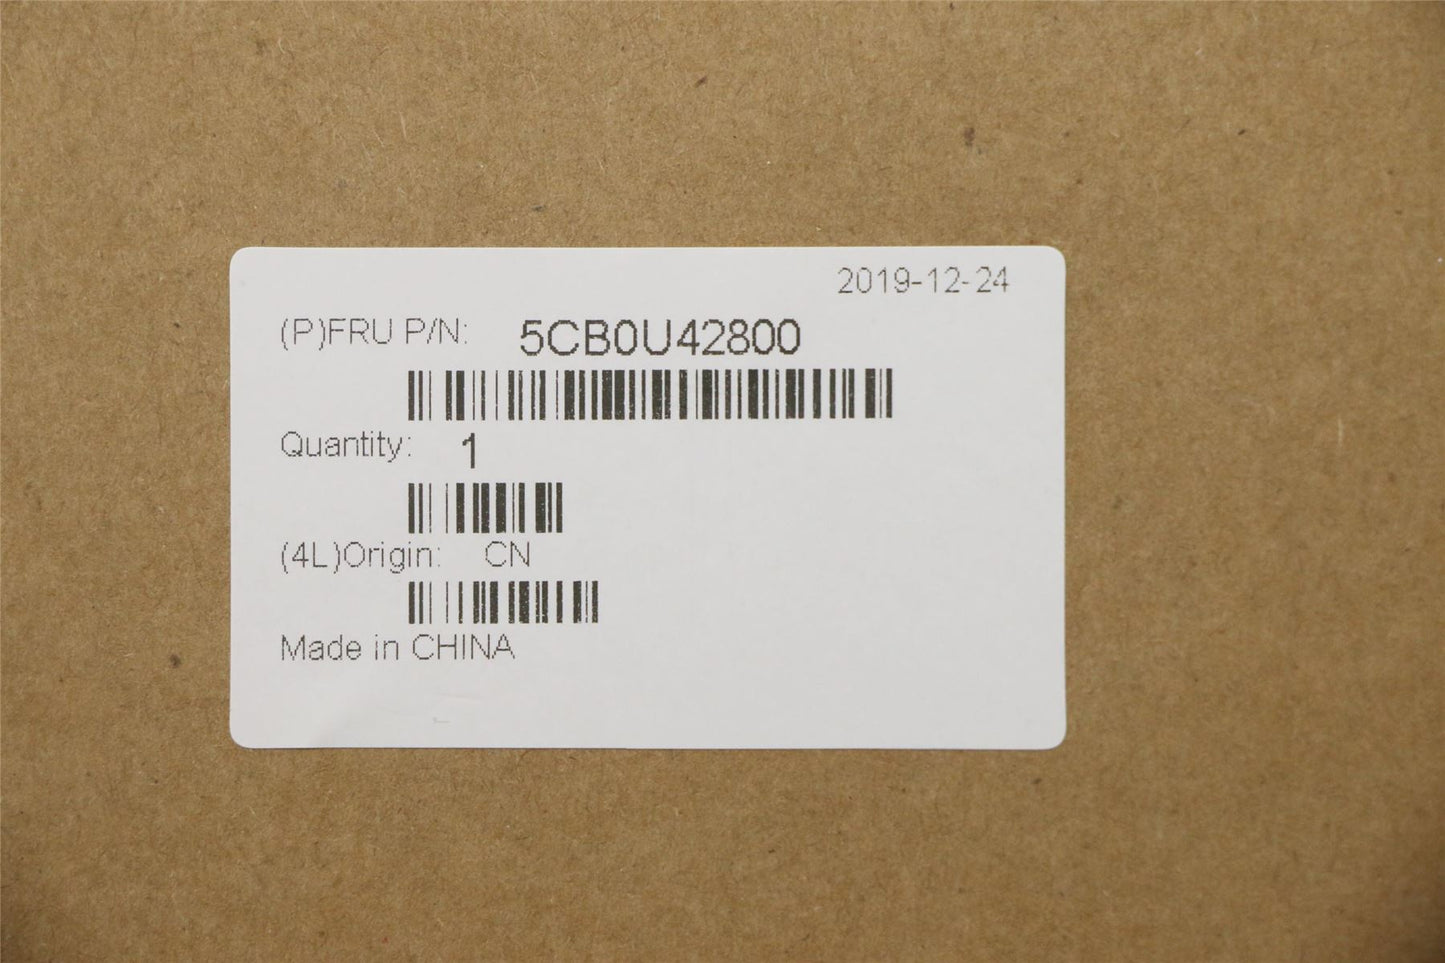 2019-12-24
(P)FRU P/N: 5CB0U42800
Quantity: 1
(4L)Origin: CN
Made in CHINA